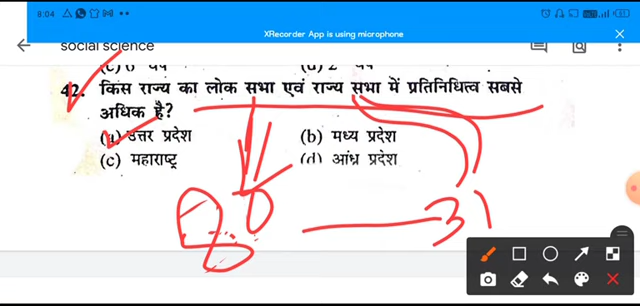 8:04
XRecorder App is using microphone
social science
42. किस राज्य का लोक सभा एवं राज्य सभा में प्रतिनिधित्व सबसे
अधिक है?
(a) उत्तर प्रदेश (b) मध्य प्रदेश
(c) महाराष्ट्र (d) आंध्र प्रदेश
80 31